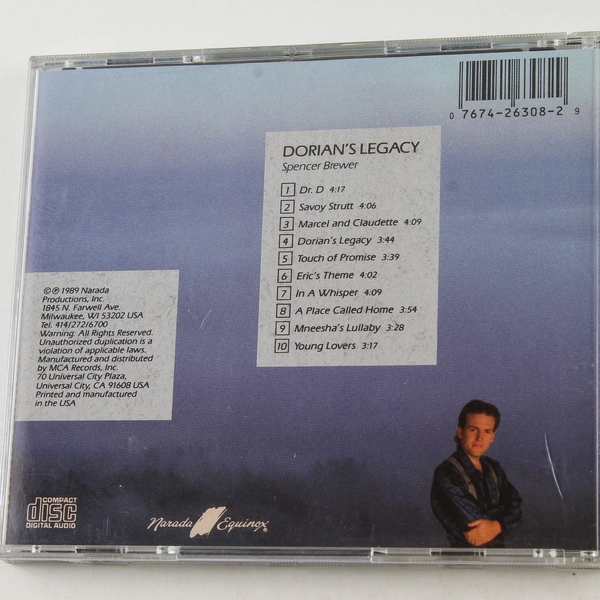 0 7674-26308-2 9
DORIAN'S LEGACY
Spencer Brewer
1 Dr. D 4:17
2 Savoy Strutt 4:06
3 Marcel and Claudette 4:09
4 Dorian's Legacy 3:44
5 Touch of Promise 3:39
6 Eric's Theme 4:02
7 In A Whisper 4:09
8 A Place Called Home 3:54
9 Mneesha's Lullaby 3:28
10 Young Lovers 3:17
©℗ 1989 Narada
Productions, Inc.
1845 N. Farwell Ave.
Milwaukee, WI 53202 USA
Tel. 414/272/6700
Warning: All Rights Reserved.
Unauthorized duplication is a
violation of applicable laws.
Manufactured and distributed
by MCA Records, Inc.
70 Universal City Plaza,
Universal City, CA 91608 USA
Printed and manufactured
in the USA
COMPACT
disc
DIGITAL AUDIO
Narada Equinox®